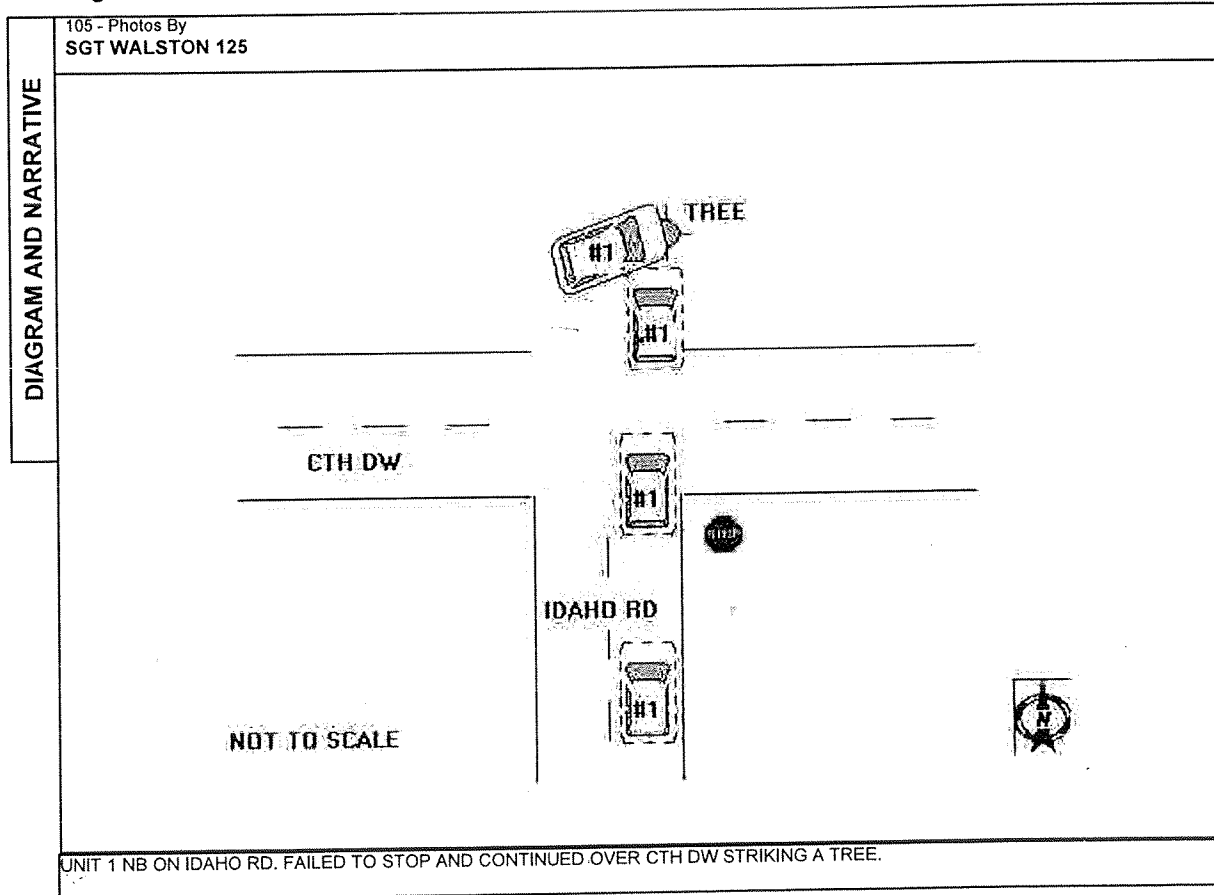 105 - Photos By
SGT WALSTON 125
DIAGRAM AND NARRATIVE
TREE
#1
#1
CTH DW
#1
IDAHO RD
#1
NOT TO SCALE
N
UNIT 1 NB ON IDAHO RD. FAILED TO STOP AND CONTINUED OVER CTH DW STRIKING A TREE.